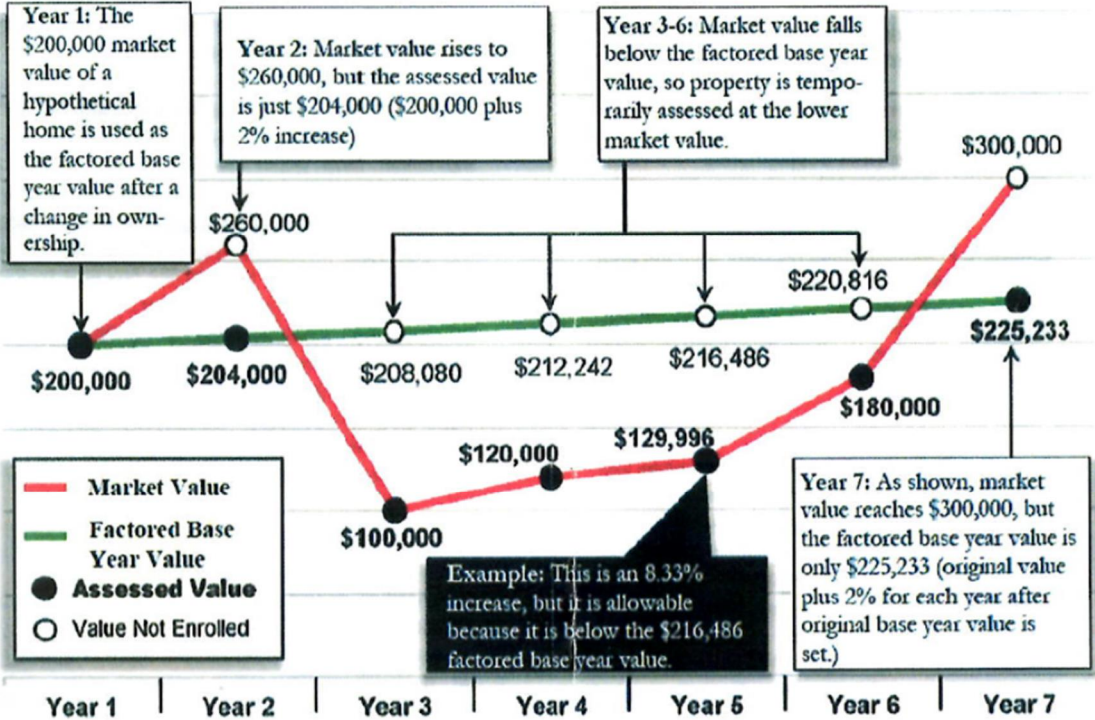 Year 1: The
$200,000 market
value of a
hypothetical
home is used as
the factored base
year value after a
change in own-
ership.
Year 2: Market value rises to
$260,000, but the assessed value
is just $204,000 ($200,000 plus
2% increase)
Year 3-6: Market value falls
below the factored base year
value, so property is tempo-
rarily assessed at the lower
market value.
$300,000
$260,000
$220,816
$200,000
$204,000
$208,080
$212,242
$216,486
$225,233
$180,000
$129,996
$120,000
$100,000
Market Value
Factored Base
Year Value
Assessed Value
Value Not Enrolled
Example: This is an 8.33%
increase, but it is allowable
because it is below the $216,486
factored base year value.
Year 7: As shown, market
value reaches $300,000, but
the factored base year value is
only $225,233 (original value
plus 2% for each year after
original base year value is
set.)
Year 1 | Year 2 | Year 3 | Year 4 | Year 5 | Year 6 | Year 7